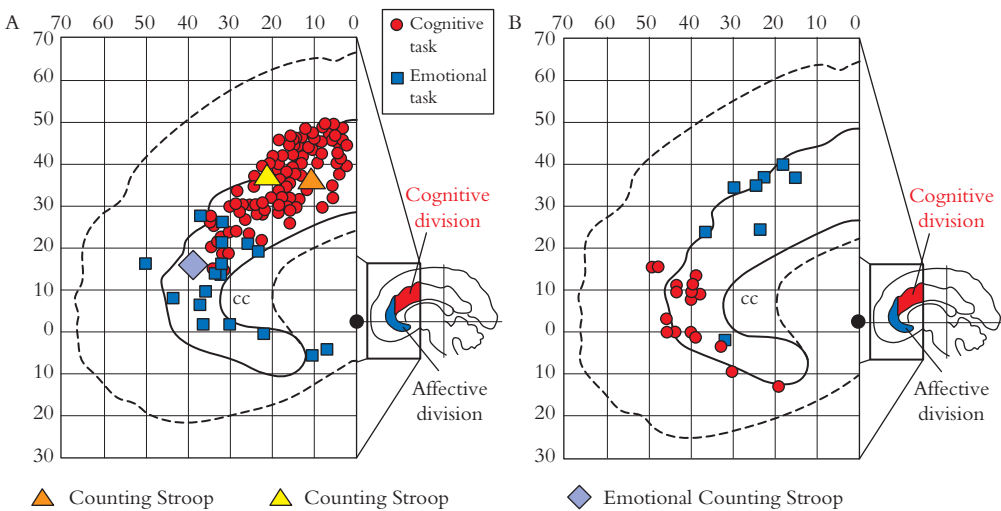 A
70 60 50 40 30 20 10 0
70
60
50
40
30
20
10
0
10
20
30
Cognitive
task
Emotional
task
cc
Cognitive
division
Affective
division
B
70 60 50 40 30 20 10 0
70
60
50
40
30
20
10
0
10
20
30
cc
Cognitive
division
Affective
division
Counting Stroop
Counting Stroop
Emotional Counting Stroop